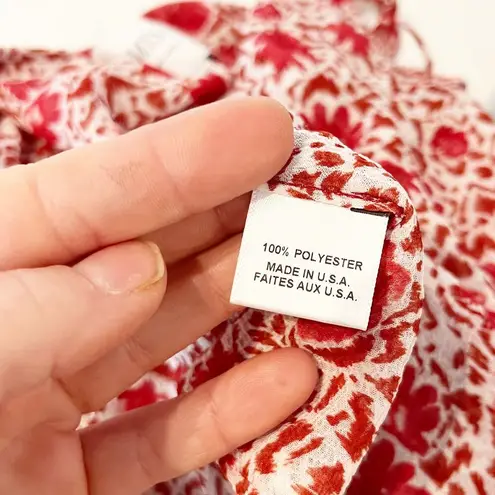 100% POLYESTER
MADE IN U.S.A.
FAITES AUX U.S.A.